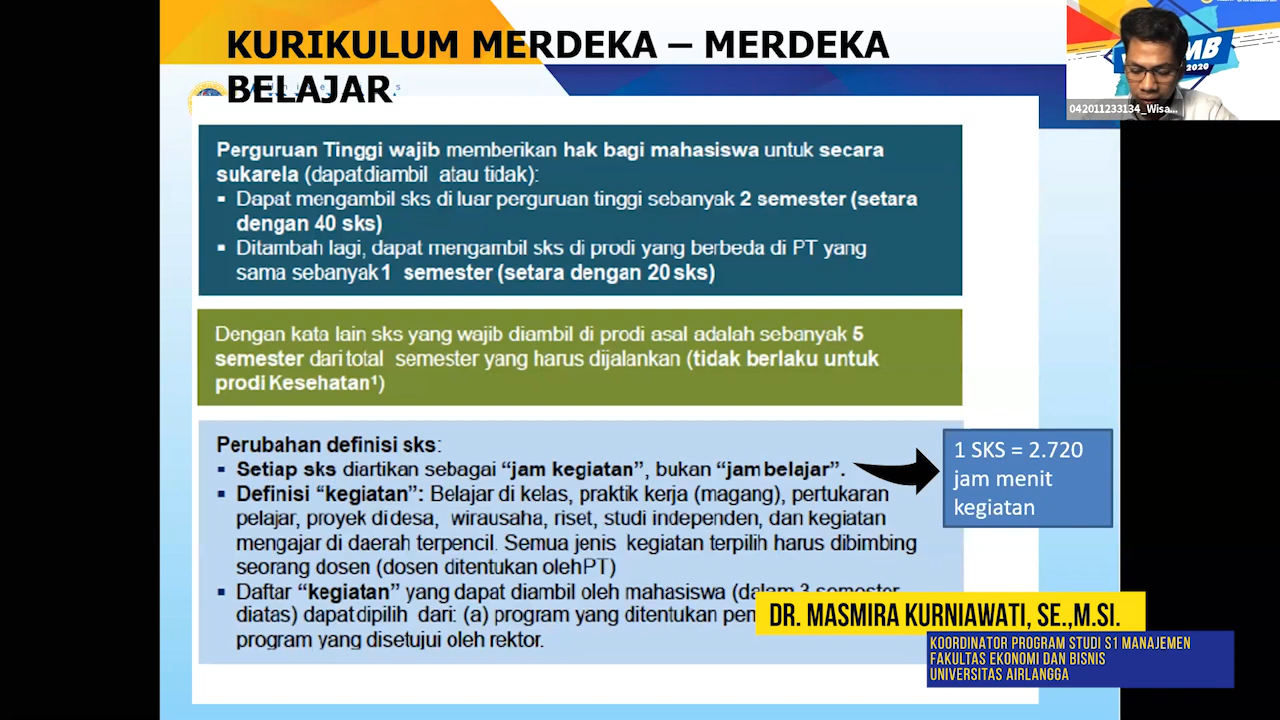 KURIKULUM MERDEKA – MERDEKA
BELAJAR
MB
2020
042011233134_Wisa...
Perguruan Tinggi wajib memberikan hak bagi mahasiswa untuk secara
sukarela (dapat diambil atau tidak):
▪ Dapat mengambil sks di luar perguruan tinggi sebanyak 2 semester (setara
dengan 40 sks)
▪ Ditambah lagi, dapat mengambil sks di prodi yang berbeda di PT yang
sama sebanyak 1 semester (setara dengan 20 sks)
Dengan kata lain sks yang wajib diambil di prodi asal adalah sebanyak 5
semester dari total semester yang harus dijalankan (tidak berlaku untuk
prodi Kesehatan¹)
Perubahan definisi sks:
▪ Setiap sks diartikan sebagai “jam kegiatan”, bukan “jam belajar”.
▪ Definisi “kegiatan”: Belajar di kelas, praktik kerja (magang), pertukaran
pelajar, proyek di desa, wirausaha, riset, studi independen, dan kegiatan
mengajar di daerah terpencil. Semua jenis kegiatan terpilih harus dibimbing
seorang dosen (dosen ditentukan oleh PT)
▪ Daftar “kegiatan” yang dapat diambil oleh mahasiswa (dalam 3 semester
diatas) dapat dipilih dari: (a) program yang ditentukan
program yang disetujui oleh rektor.
1 SKS = 2.720
jam menit
kegiatan
DR. MASMIRA KURNIAWATI, SE.,M.SI.
KOORDINATOR PROGRAM STUDI S1 MANAJEMEN
FAKULTAS EKONOMI DAN BISNIS
UNIVERSITAS AIRLANGGA